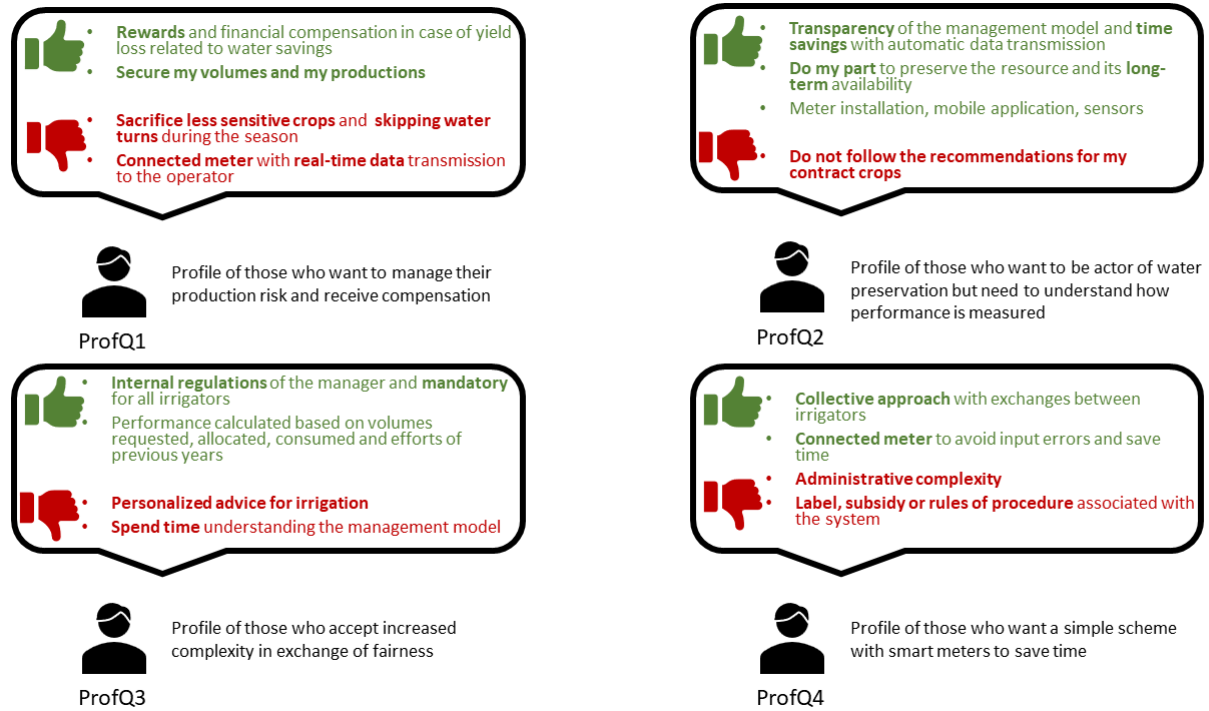 • Rewards and financial compensation in case of yield
loss related to water savings
• Secure my volumes and my productions
• Sacrifice less sensitive crops and skipping water
turns during the season
• Connected meter with real-time data transmission
to the operator
Profile of those who want to manage their
production risk and receive compensation
ProfQ1
• Transparency of the management model and time
savings with automatic data transmission
• Do my part to preserve the resource and its long-
term availability
• Meter installation, mobile application, sensors
• Do not follow the recommendations for my
contract crops
Profile of those who want to be actor of water
preservation but need to understand how
performance is measured
ProfQ2
• Internal regulations of the manager and mandatory
for all irrigators
• Performance calculated based on volumes
requested, allocated, consumed and efforts of
previous years
• Personalized advice for irrigation
• Spend time understanding the management model
Profile of those who accept increased
complexity in exchange of fairness
ProfQ3
• Collective approach with exchanges between
irrigators
• Connected meter to avoid input errors and save
time
• Administrative complexity
• Label, subsidy or rules of procedure associated with
the system
Profile of those who want a simple scheme
with smart meters to save time
ProfQ4